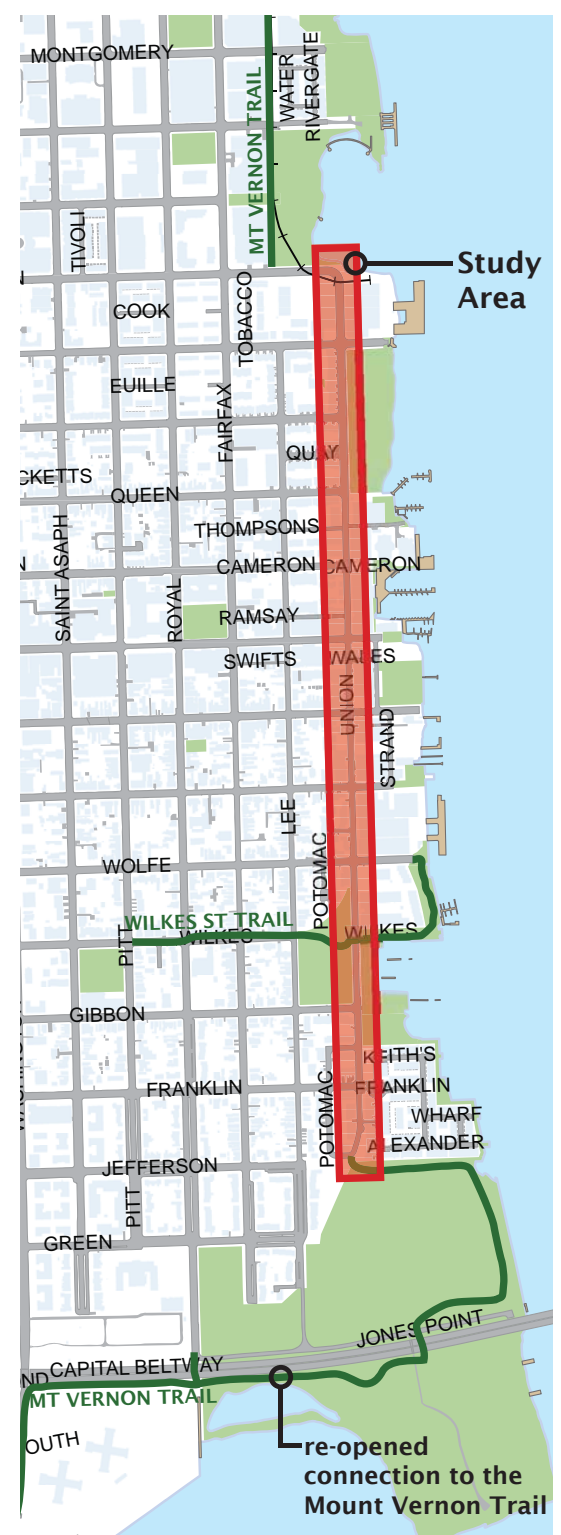 MONTGOMERY
WATER
RIVERGATE
MT VERNON TRAIL
TIVOLI
Study
Area
COOK
TOBACCO
EUILLE
FAIRFAX
QUAY
CKETTS
QUEEN
THOMPSONS
SAINT ASAPH
CAMERON
CAMERON
ROYAL
RAMSAY
SWIFTS
WALES
UNION
STRAND
LEE
POTOMAC
WOLFE
WILKES ST TRAIL
PITT
WILKES
WILKES
GIBBON
KEITH'S
POTOMAC
FRANKLIN
FRANKLIN
WHARF
ALEXANDER
JEFFERSON
PITT
GREEN
JONES POINT
ND
CAPITAL BELTWAY
MT VERNON TRAIL
OUTH
re-opened
connection to the
Mount Vernon Trail